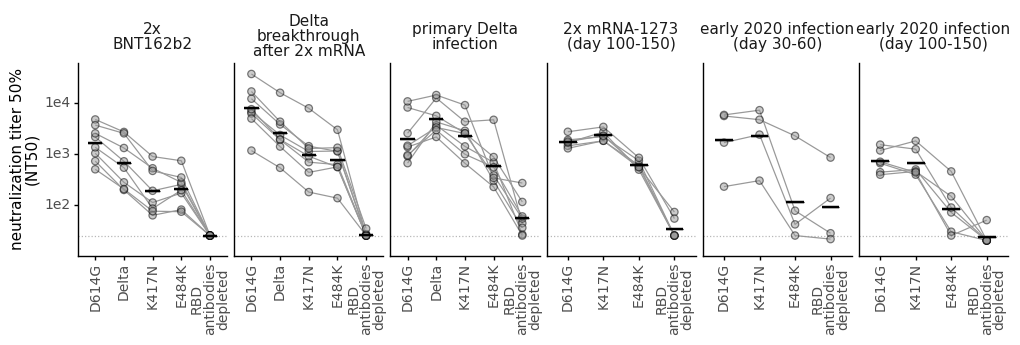 2x
BNT162b2
Delta
breakthrough
after 2x mRNA
primary Delta
infection
2x mRNA-1273
(day 100-150)
early 2020 infection
(day 30-60)
early 2020 infection
(day 100-150)
neutralization titer 50%
(NT50)
1e4
1e3
1e2
D614G
Delta
K417N
E484K
RBD
antibodies
depleted
D614G
Delta
K417N
E484K
RBD
antibodies
depleted
D614G
Delta
K417N
E484K
RBD
antibodies
depleted
D614G
K417N
E484K
RBD
antibodies
depleted
D614G
K417N
E484K
RBD
antibodies
depleted
D614G
K417N
E484K
RBD
antibodies
depleted